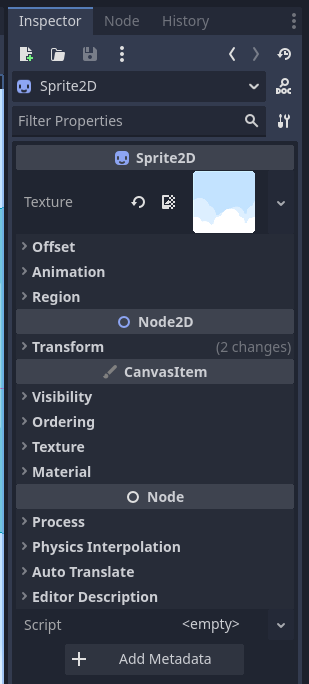 Inspector Node History
Sprite2D
DOC
Filter Properties
Sprite2D
Texture
Offset
Animation
Region
Node2D
Transform (2 changes)
CanvasItem
Visibility
Ordering
Texture
Material
Node
Process
Physics Interpolation
Auto Translate
Editor Description
Script <empty>
Add Metadata